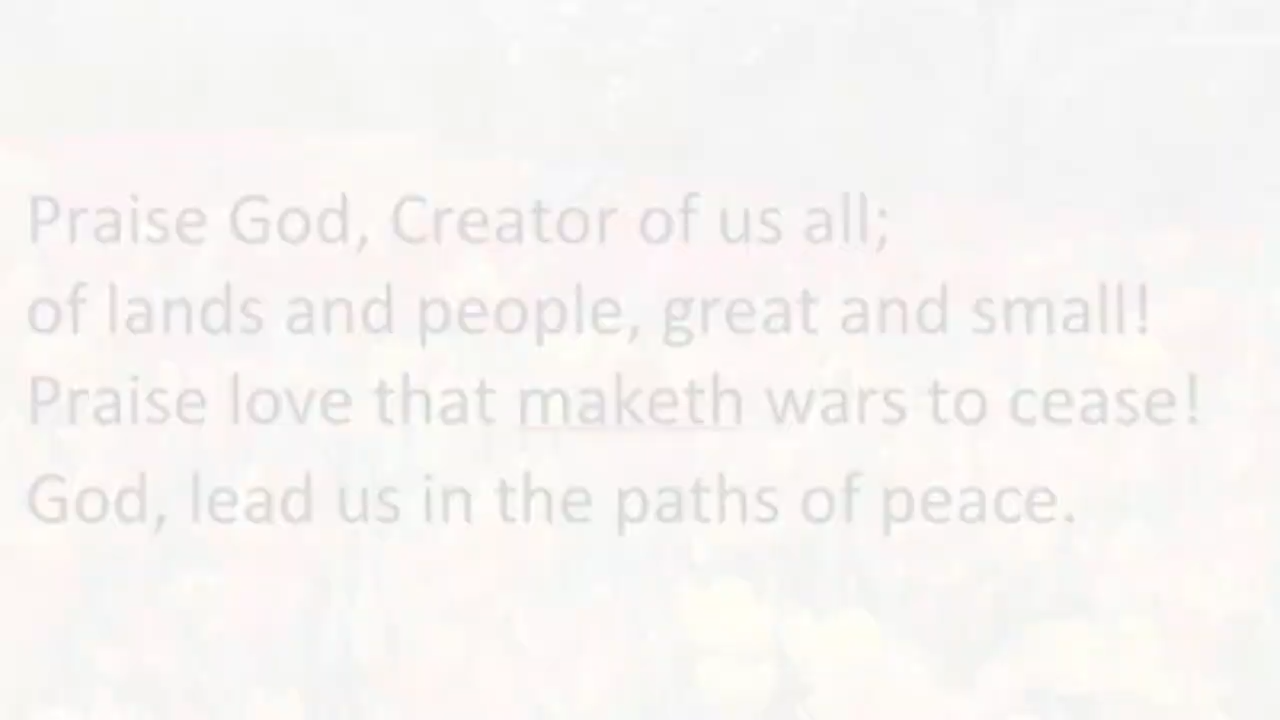 Praise God, Creator of us all;
of lands and people, great and small!
Praise love that maketh wars to cease!
God, lead us in the paths of peace.